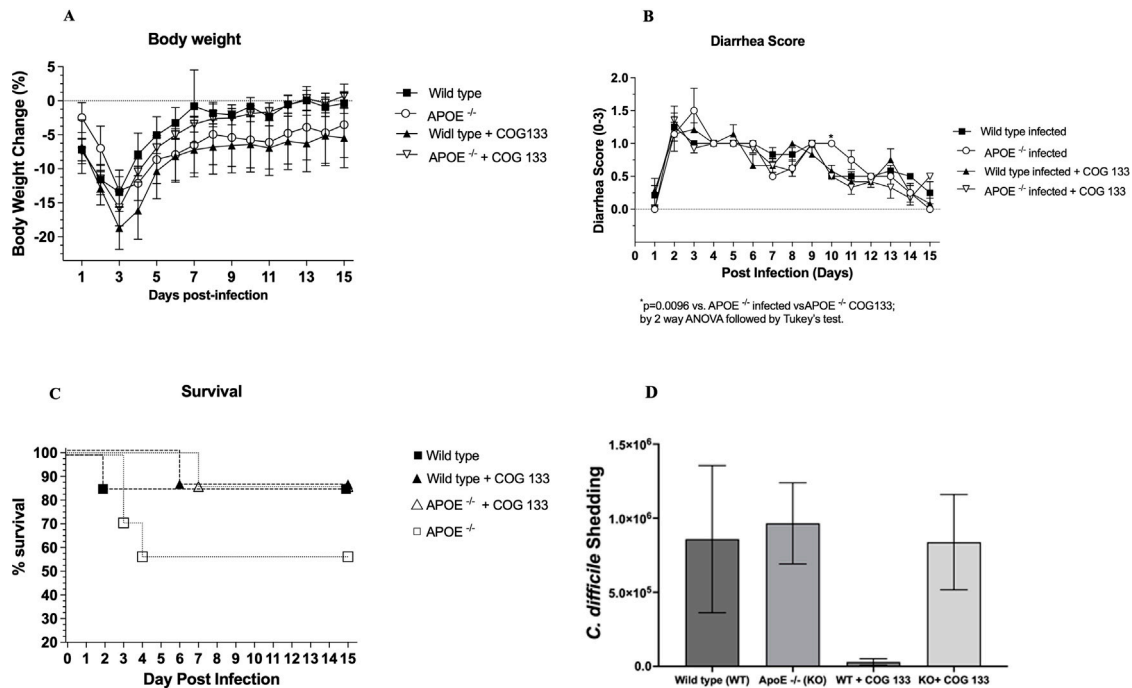 A
Body weight
Body Weight Change (%)
0
-5
-10
-15
-20
1 3 5 7 9 11 13 15
Days post-infection
Wild type
APOE -/-
Widl type + COG133
APOE -/- + COG 133
B
Diarrhea Score
Diarrhea Score (0-3)
2.0
1.5
1.0
0.5
0.0
*
0 1 2 3 4 5 6 7 8 9 10 11 12 13 14 15
Post Infection (Days)
Wild type infected
APOE -/- infected
Wild type infected + COG 133
APOE -/- infected + COG 133
*p=0.0096 vs. APOE -/- infected vsAPOE -/- COG133;
by 2 way ANOVA followed by Tukey's test.
C
Survival
% survival
100
90
80
70
60
50
40
30
20
0 1 2 3 4 5 6 7 8 9 10 11 12 13 14 15
Day Post Infection
Wild type
Wild type + COG 133
APOE -/- + COG 133
APOE -/-
D
C. difficile Shedding
1.5×10⁶
1.0×10⁶
5.0×10⁵
0
Wild type (WT) ApoE -/- (KO) WT + COG 133 KO+ COG 133